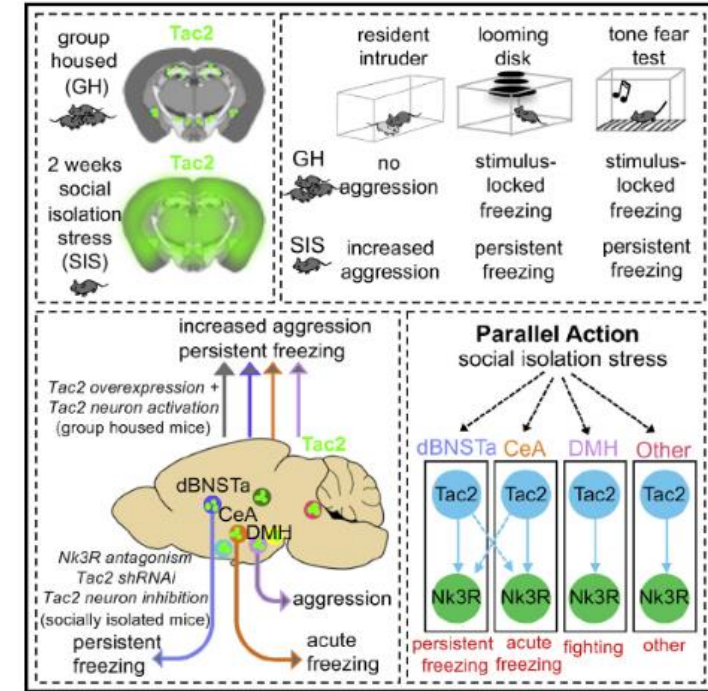 group
housed
(GH)
Tac2
2 weeks
social
isolation
stress
(SIS)
Tac2
resident
intruder
looming
disk
tone fear
test
GH
no
aggression
stimulus-
locked
freezing
stimulus-
locked
freezing
SIS
increased
aggression
persistent
freezing
persistent
freezing
increased aggression
persistent freezing
Tac2 overexpression +
Tac2 neuron activation
(group housed mice)
Tac2
dBNSTa
CeA
DMH
Nk3R antagonism
Tac2 shRNAi
Tac2 neuron inhibition
(socially isolated mice)
persistent
freezing
acute
freezing
aggression
Parallel Action
social isolation stress
dBNSTa CeA DMH Other
Tac2 Tac2 Tac2 Tac2
Nk3R Nk3R Nk3R Nk3R
persistent
freezing
acute
freezing
fighting
other